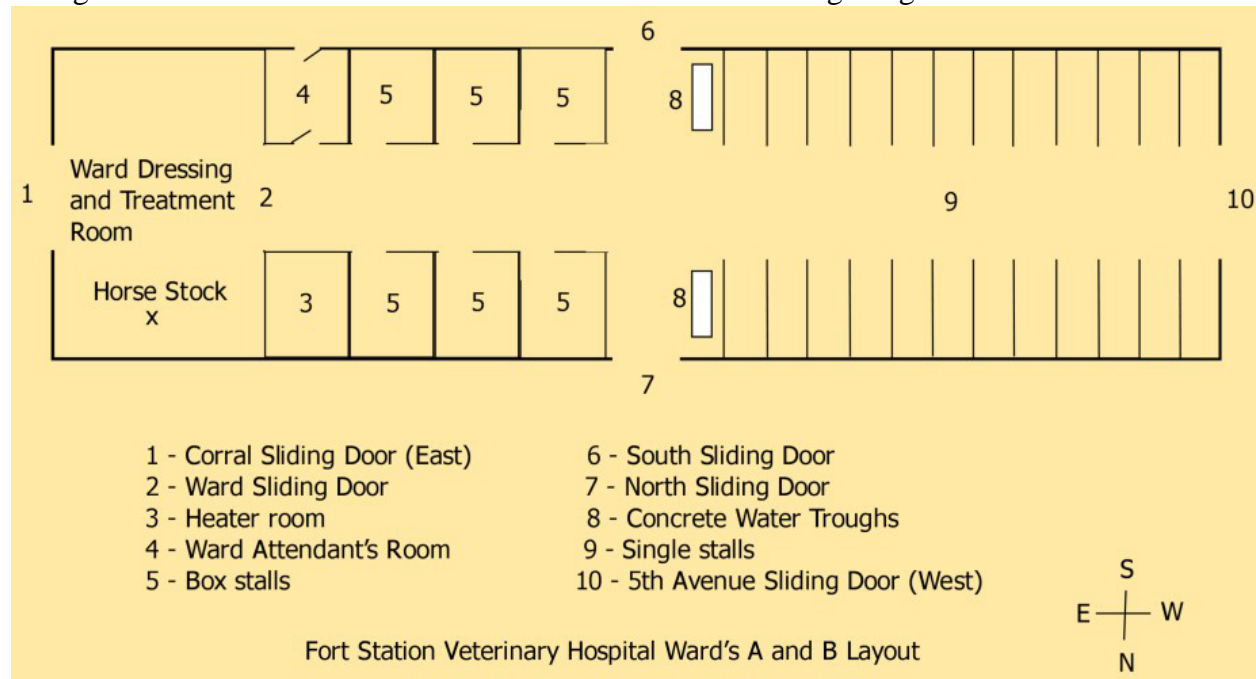 6
4 5 5 5 8
Ward Dressing
and Treatment
Room
1 2 9 10
Horse Stock
x
3 5 5 5 8
7
1 - Corral Sliding Door (East)
2 - Ward Sliding Door
3 - Heater room
4 - Ward Attendant's Room
5 - Box stalls
6 - South Sliding Door
7 - North Sliding Door
8 - Concrete Water Troughs
9 - Single stalls
10 - 5th Avenue Sliding Door (West)
S
E W
N
Fort Station Veterinary Hospital Ward's A and B Layout